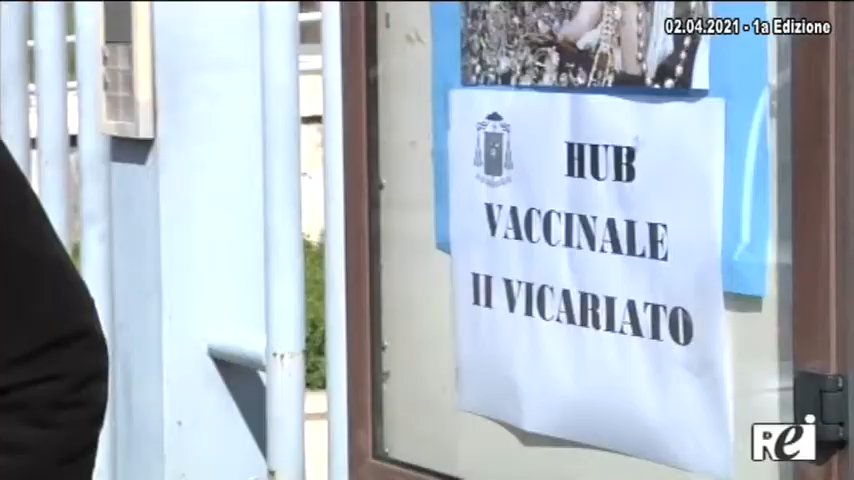 02.04.2021 - 1a Edizione
HUB
VACCINALE
II VICARIATO
Rei